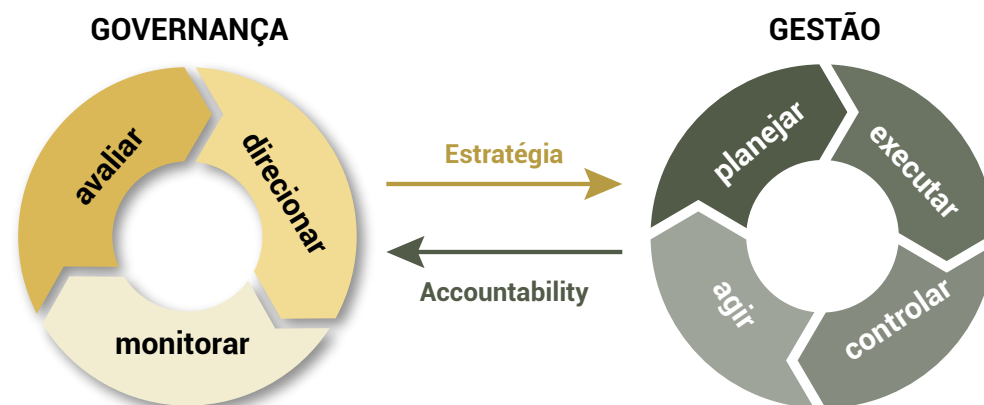 GOVERNANÇA
GESTÃO
avaliar
direcionar
monitorar
Estratégia
Accountability
planejar
executar
controlar
agir